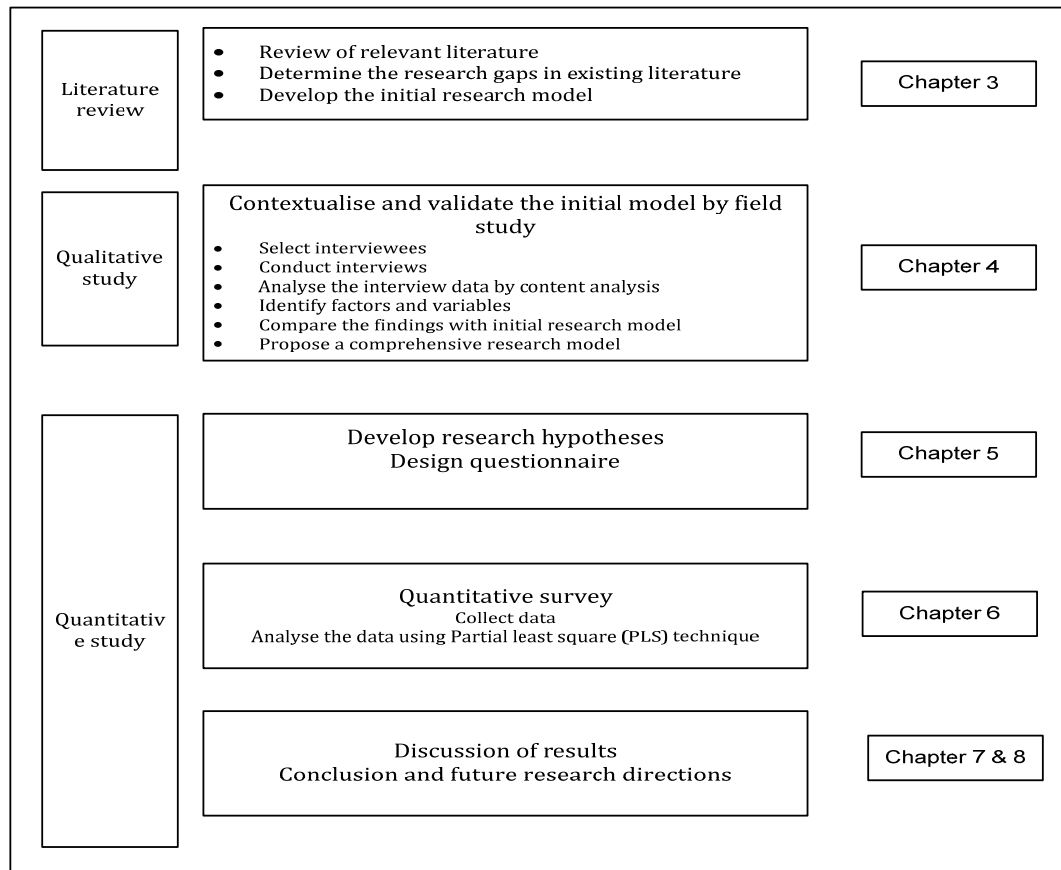 Literature
review
• Review of relevant literature
• Determine the research gaps in existing literature
• Develop the initial research model
Chapter 3
Qualitative
study
Contextualise and validate the initial model by field
study
• Select interviewees
• Conduct interviews
• Analyse the interview data by content analysis
• Identify factors and variables
• Compare the findings with initial research model
• Propose a comprehensive research model
Chapter 4
Quantitativ
e study
Develop research hypotheses
Design questionnaire
Chapter 5
Quantitative survey
Collect data
Analyse the data using Partial least square (PLS) technique
Chapter 6
Discussion of results
Conclusion and future research directions
Chapter 7 & 8